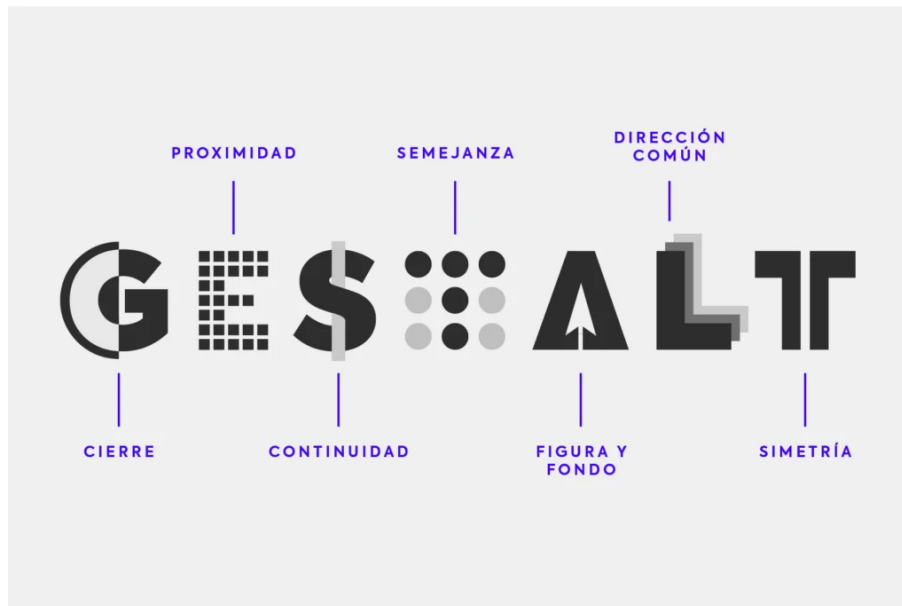 PROXIMIDAD
SEMEJANZA
DIRECCIÓN
COMÚN
GESTALT
CIERRE
CONTINUIDAD
FIGURA Y
FONDO
SIMETRÍA